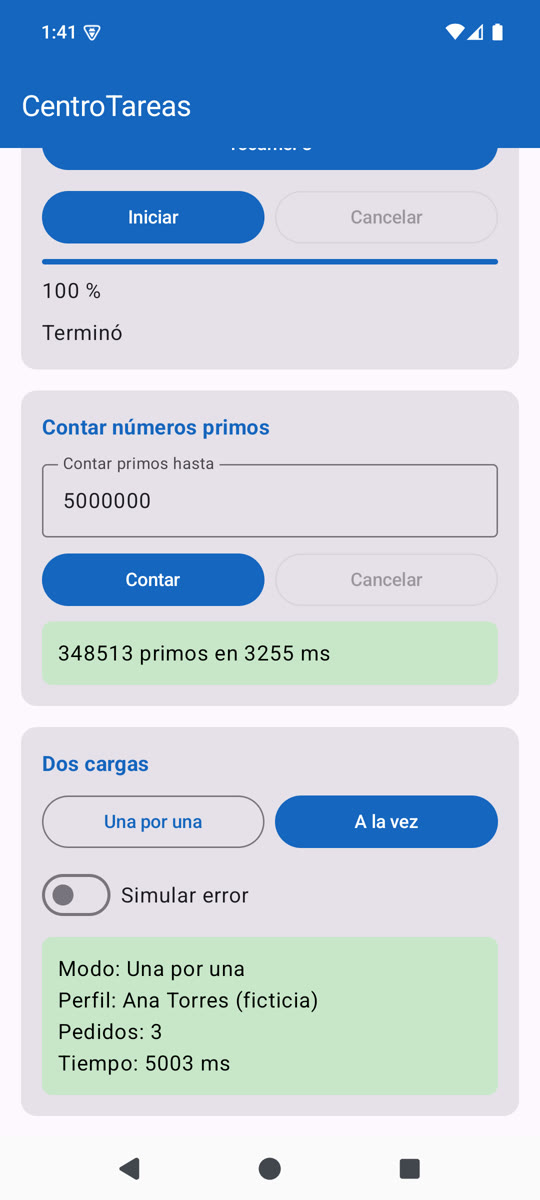 1:41
CentroTareas
Iniciar
Cancelar
100 %
Terminó
Contar números primos
Contar primos hasta
5000000
Contar
Cancelar
348513 primos en 3255 ms
Dos cargas
Una por una
A la vez
Simular error
Modo: Una por una
Perfil: Ana Torres (ficticia)
Pedidos: 3
Tiempo: 5003 ms